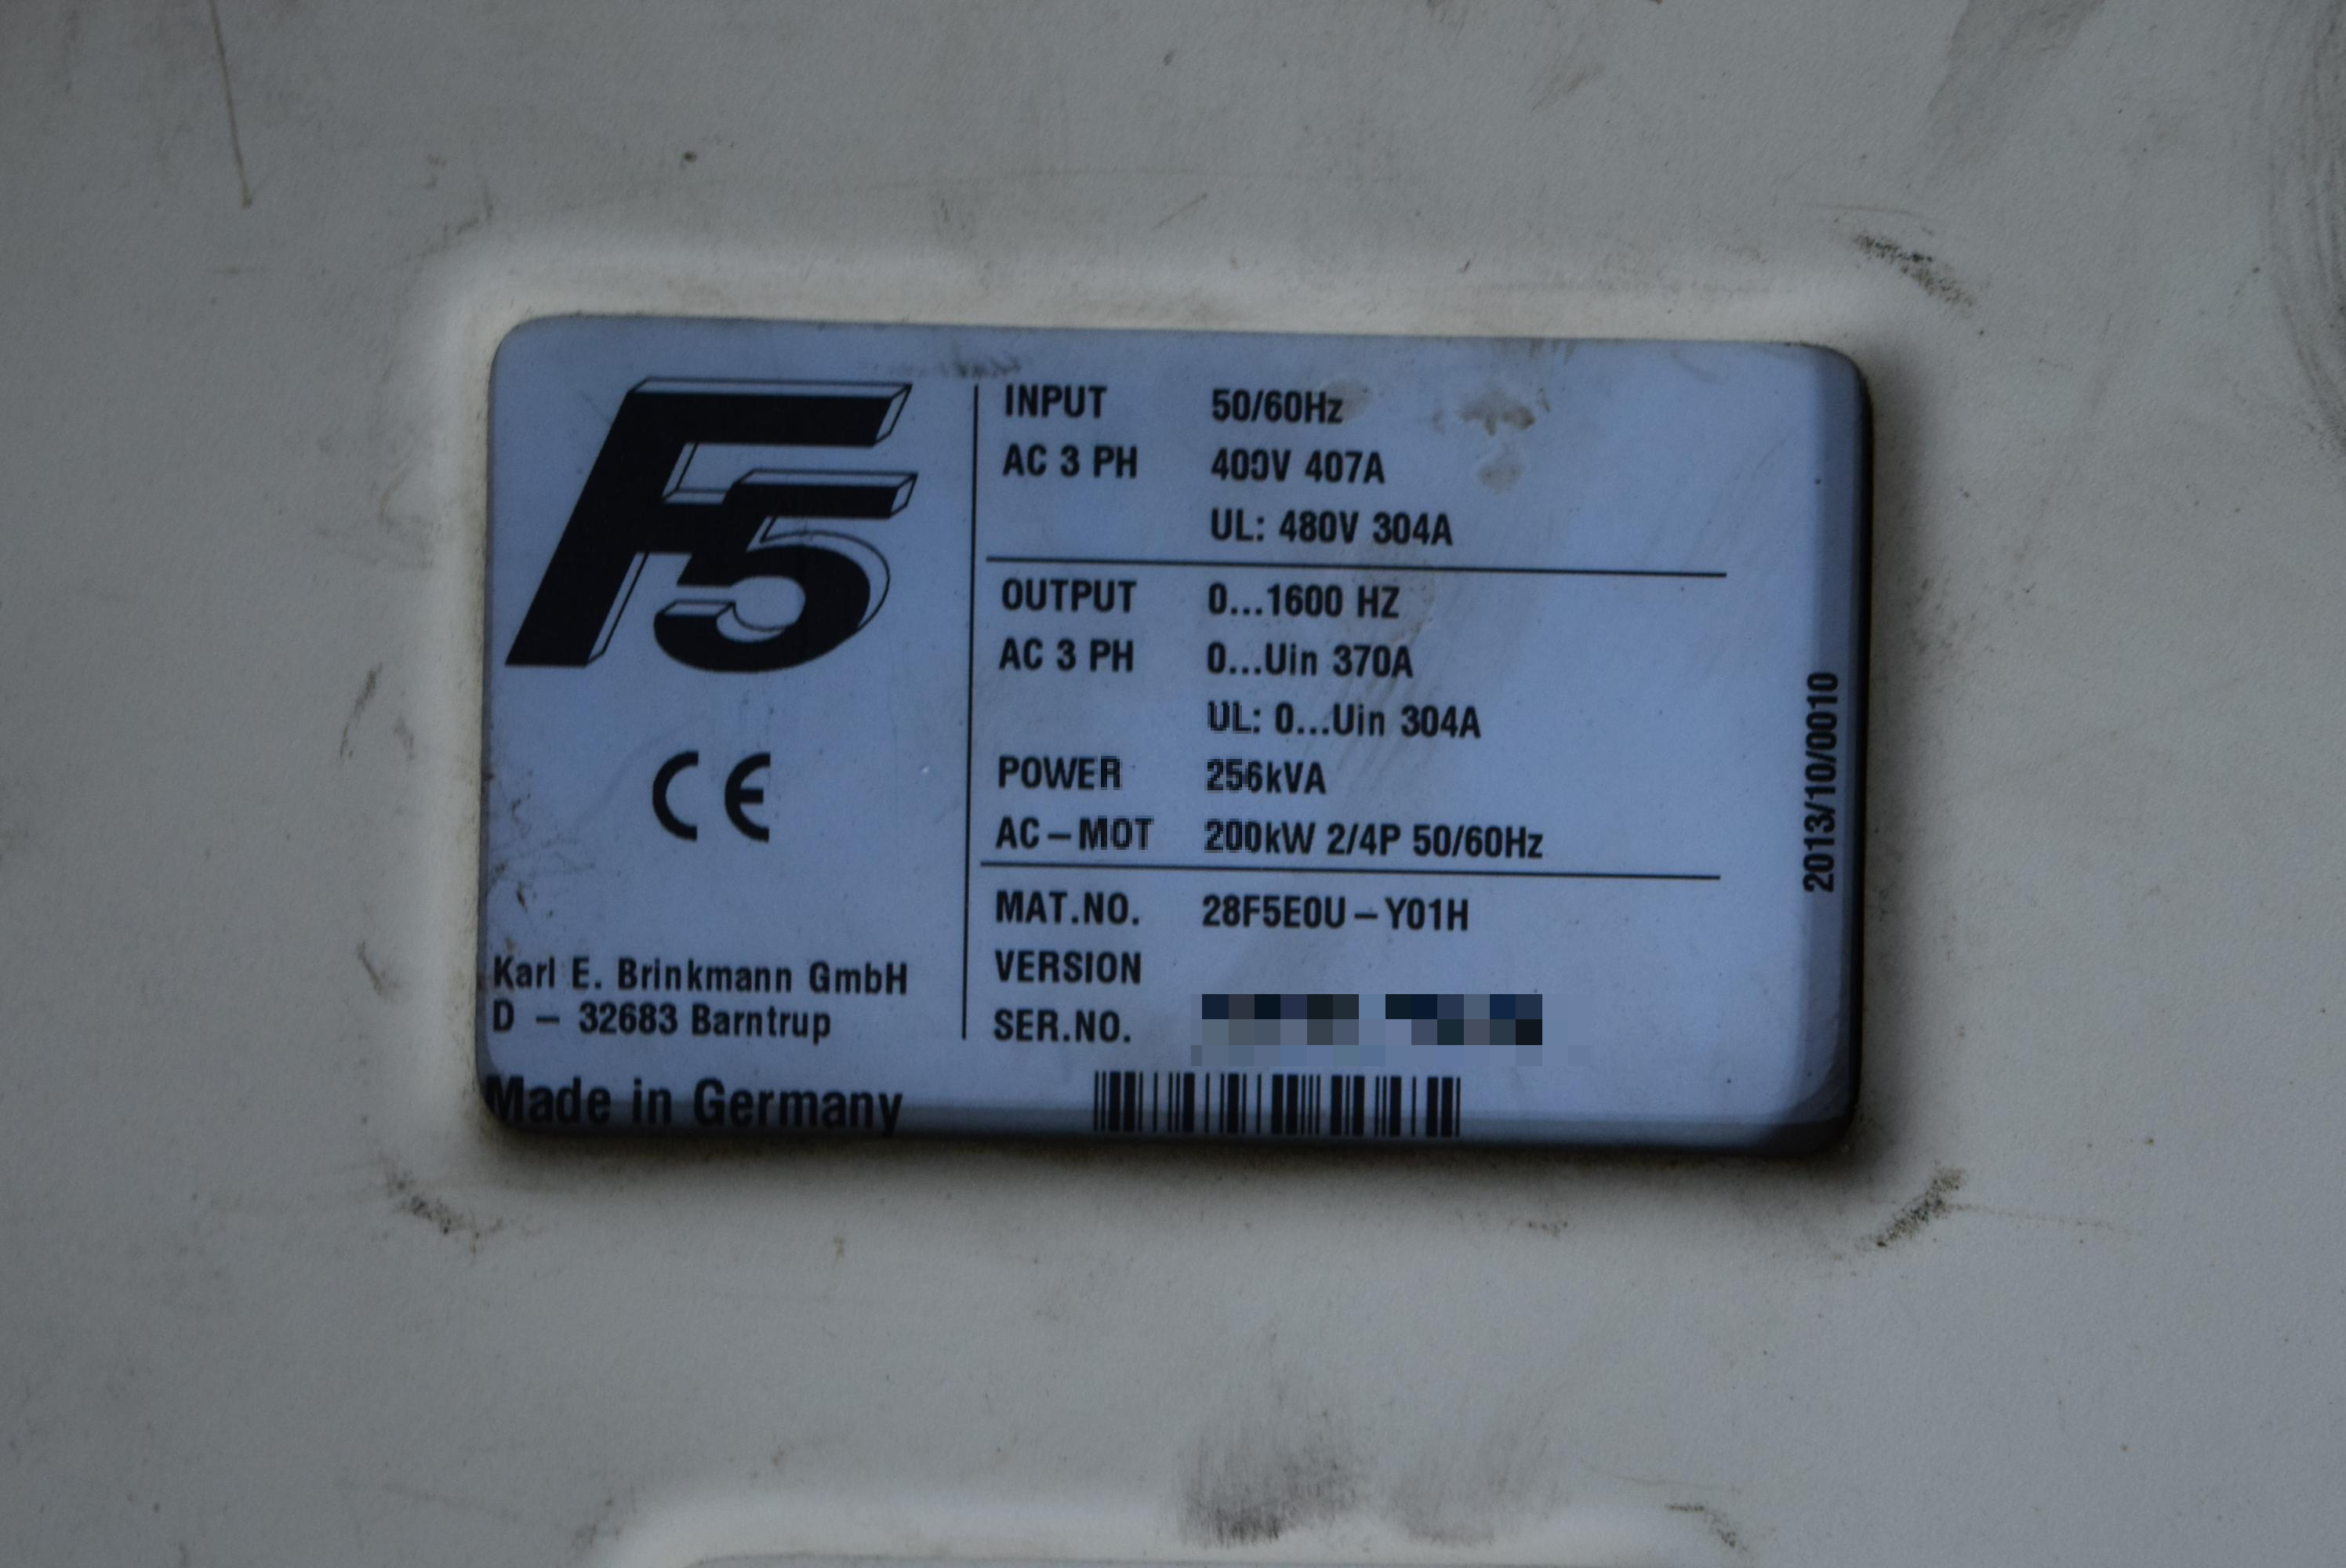 F5
CE
Karl E. Brinkmann GmbH
D – 32683 Barntrup
Made in Germany
INPUT 50/60Hz
AC 3 PH 400V 407A
UL: 480V 304A
OUTPUT 0...1600 HZ
AC 3 PH 0...Uin 370A
UL: 0...Uin 304A
POWER 256kVA
AC–MOT 200kW 2/4P 50/60Hz
MAT.NO. 28F5E0U–Y01H
VERSION
SER.NO.
2013/10/0010